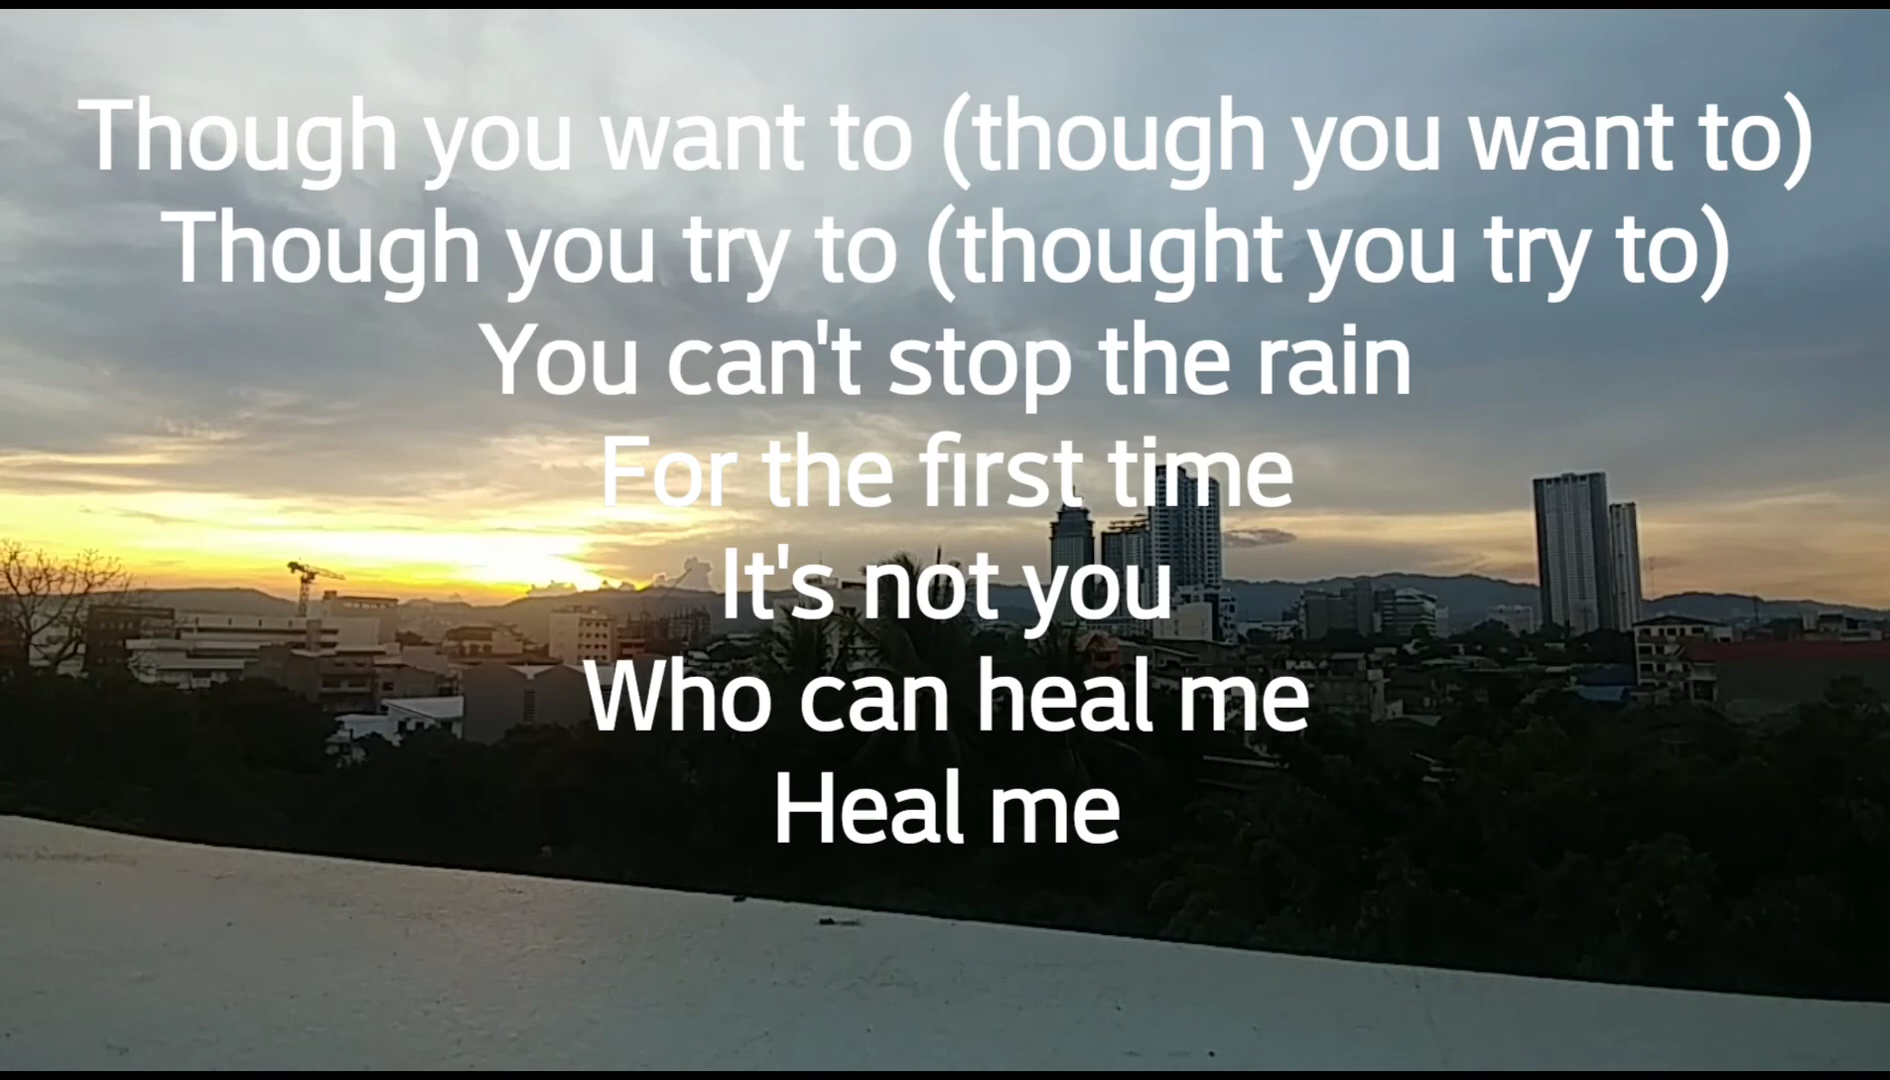 Though you want to (though you want to)
Though you try to (thought you try to)
You can't stop the rain
For the first time
It's not you
Who can heal me
Heal me